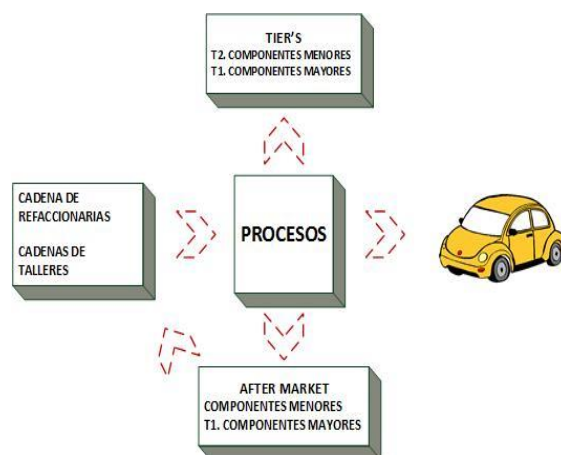 TIER'S
T2. COMPONENTES MENORES
T1. COMPONENTES MAYORES
CADENA DE
REFACCIONARIAS
CADENAS DE
TALLERES
PROCESOS
AFTER MARKET
COMPONENTES MENORES
T1. COMPONENTES MAYORES